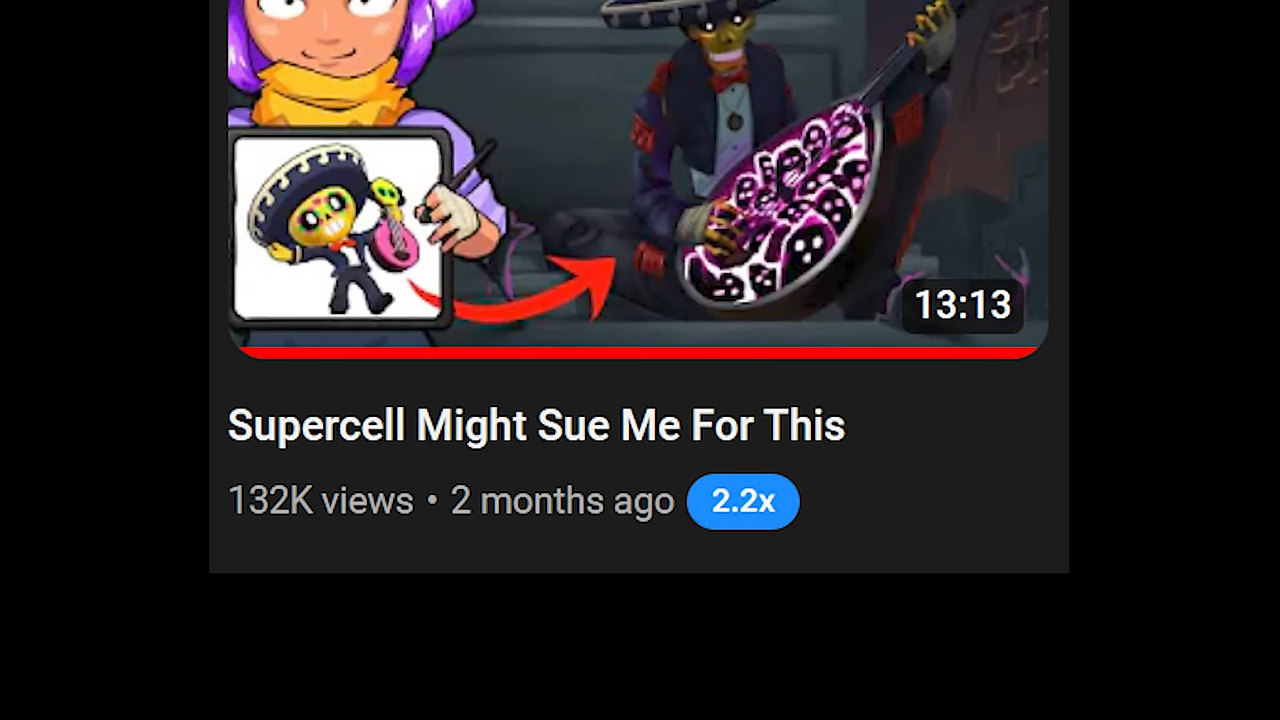 13:13
Supercell Might Sue Me For This
132K views • 2 months ago 2.2x